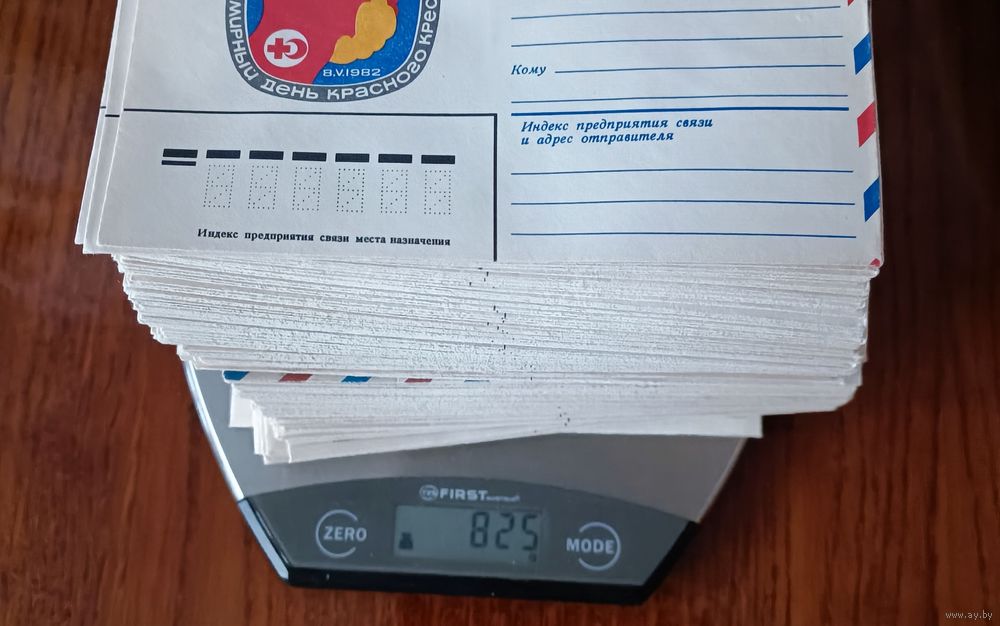 МИРНЫЙ ДЕНЬ КРАСНОГО КРЕС
8.V.1982
Кому
Индекс предприятия связи
и адрес отправителя
Индекс предприятия связи места назначения
FIRST
ZERO
825
MODE
www.ay.by